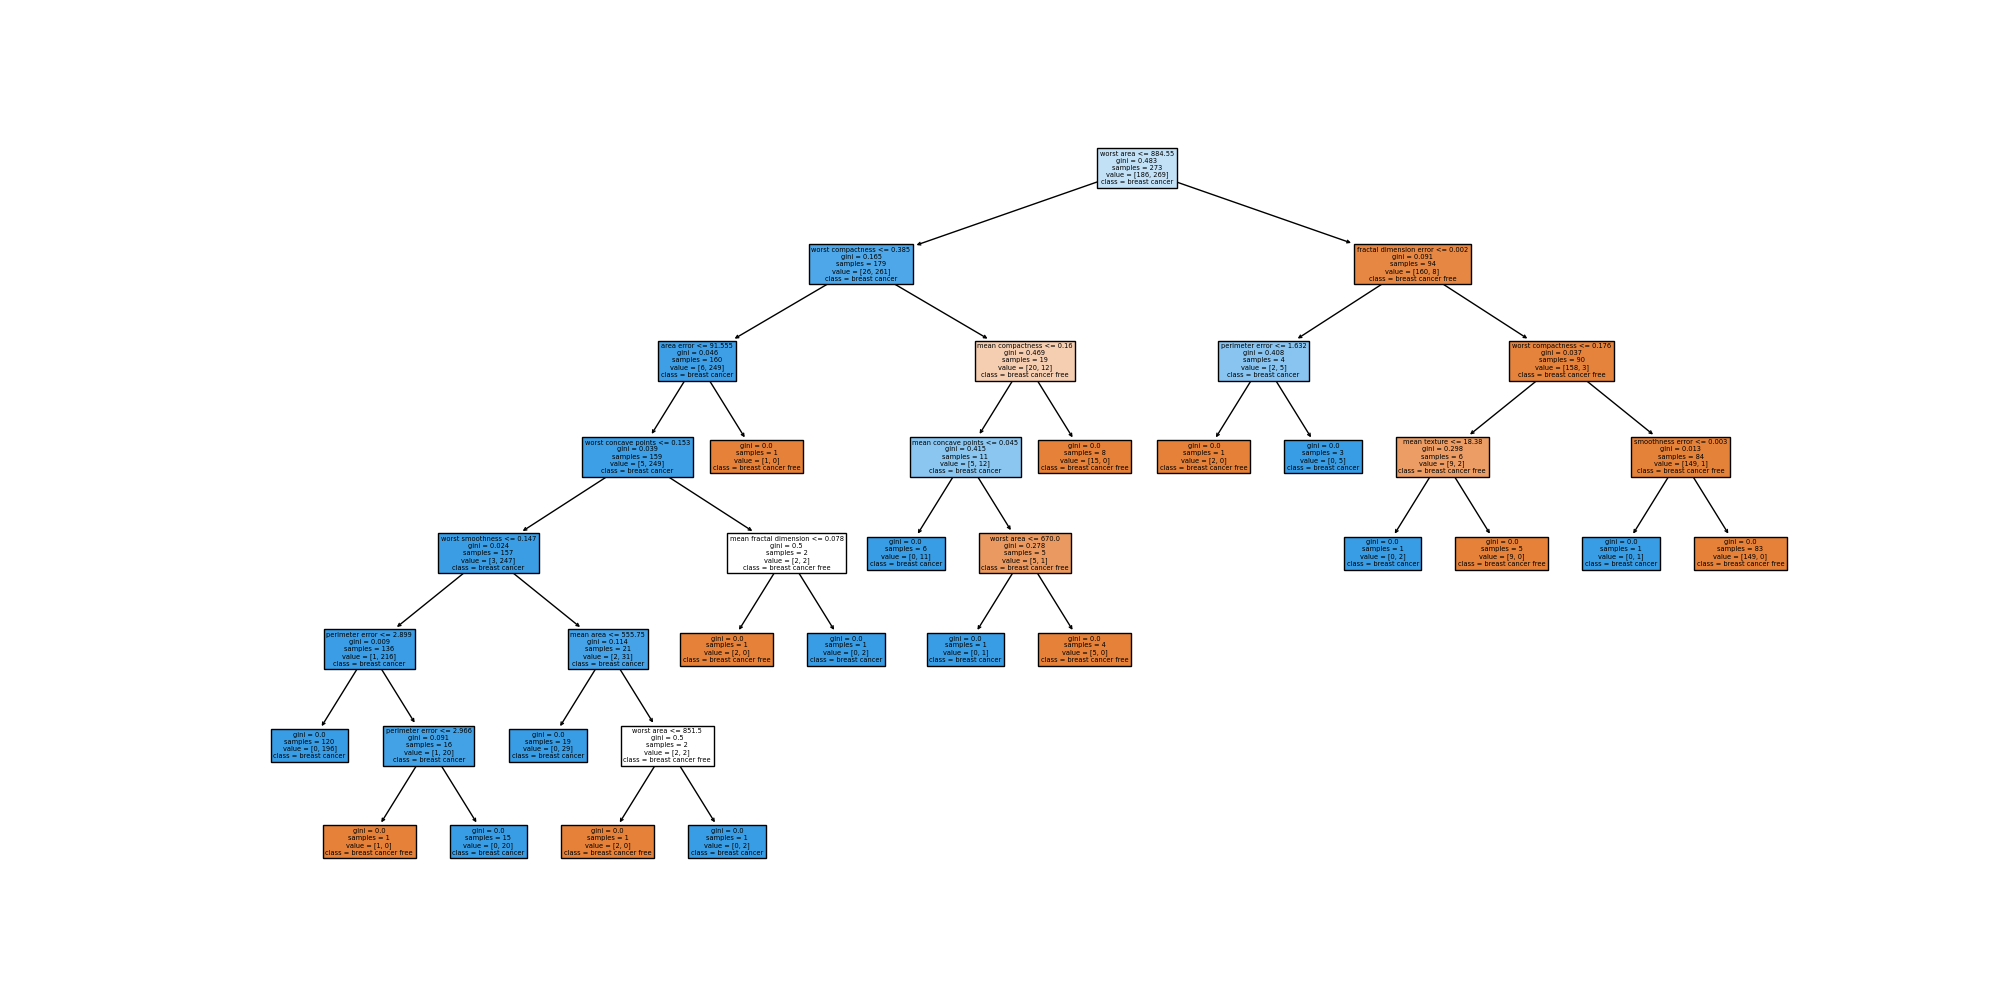 worst area <= 884.55
gini = 0.483
samples = 273
value = [186, 269]
class = breast cancer
worst compactness <= 0.385
gini = 0.165
samples = 179
value = [26, 261]
class = breast cancer
fractal dimension error <= 0.002
gini = 0.091
samples = 94
value = [160, 8]
class = breast cancer free
area error <= 91.555
gini = 0.046
samples = 160
value = [6, 249]
class = breast cancer
mean compactness <= 0.16
gini = 0.469
samples = 19
value = [20, 12]
class = breast cancer free
perimeter error <= 1.632
gini = 0.408
samples = 4
value = [2, 5]
class = breast cancer
worst compactness <= 0.176
gini = 0.037
samples = 90
value = [158, 3]
class = breast cancer free
worst concave points <= 0.153
gini = 0.039
samples = 159
value = [5, 249]
class = breast cancer
gini = 0.0
samples = 1
value = [1, 0]
class = breast cancer free
mean concave points <= 0.045
gini = 0.415
samples = 11
value = [5, 12]
class = breast cancer
gini = 0.0
samples = 8
value = [15, 0]
class = breast cancer free
gini = 0.0
samples = 1
value = [2, 0]
class = breast cancer free
gini = 0.0
samples = 3
value = [0, 5]
class = breast cancer
mean texture <= 18.38
gini = 0.298
samples = 6
value = [9, 2]
class = breast cancer free
smoothness error <= 0.003
gini = 0.013
samples = 84
value = [149, 1]
class = breast cancer free
worst smoothness <= 0.147
gini = 0.024
samples = 157
value = [3, 247]
class = breast cancer
mean fractal dimension <= 0.078
gini = 0.5
samples = 2
value = [2, 2]
class = breast cancer free
gini = 0.0
samples = 6
value = [0, 11]
class = breast cancer
worst area <= 670.0
gini = 0.278
samples = 5
value = [5, 1]
class = breast cancer free
gini = 0.0
samples = 1
value = [0, 2]
class = breast cancer
gini = 0.0
samples = 5
value = [9, 0]
class = breast cancer free
gini = 0.0
samples = 1
value = [0, 1]
class = breast cancer
gini = 0.0
samples = 83
value = [149, 0]
class = breast cancer free
perimeter error <= 2.899
gini = 0.009
samples = 136
value = [1, 216]
class = breast cancer
mean area <= 555.75
gini = 0.114
samples = 21
value = [2, 31]
class = breast cancer
gini = 0.0
samples = 1
value = [2, 0]
class = breast cancer free
gini = 0.0
samples = 1
value = [0, 2]
class = breast cancer
gini = 0.0
samples = 1
value = [0, 1]
class = breast cancer
gini = 0.0
samples = 4
value = [5, 0]
class = breast cancer free
gini = 0.0
samples = 120
value = [0, 196]
class = breast cancer
perimeter error <= 2.966
gini = 0.091
samples = 16
value = [1, 20]
class = breast cancer
gini = 0.0
samples = 19
value = [0, 29]
class = breast cancer
worst area <= 851.5
gini = 0.5
samples = 2
value = [2, 2]
class = breast cancer free
gini = 0.0
samples = 1
value = [1, 0]
class = breast cancer free
gini = 0.0
samples = 15
value = [0, 20]
class = breast cancer
gini = 0.0
samples = 1
value = [2, 0]
class = breast cancer free
gini = 0.0
samples = 1
value = [0, 2]
class = breast cancer